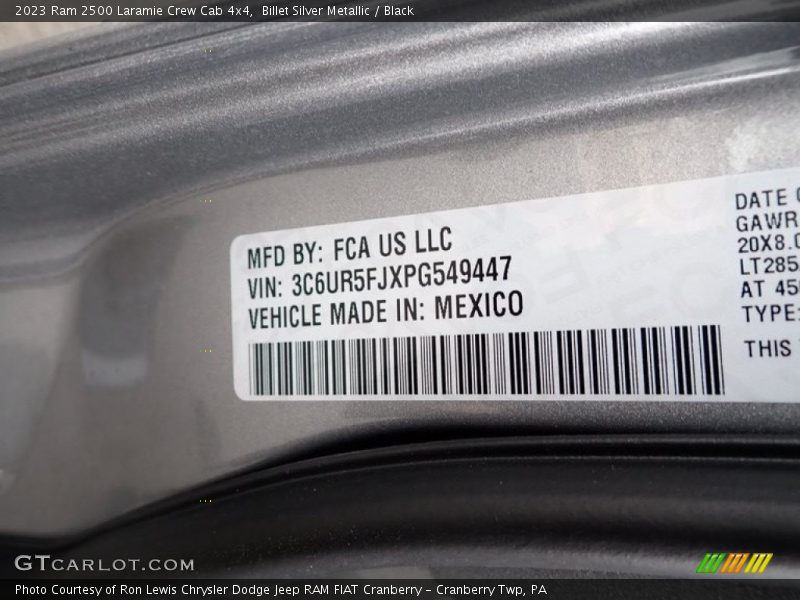 2023 Ram 2500 Laramie Crew Cab 4x4, Billet Silver Metallic / Black
MFD BY: FCA US LLC
VIN: 3C6UR5FJXPG549447
VEHICLE MADE IN: MEXICO
DATE
GAWR
20X8.0
LT285
AT 450
TYPE:
THIS
GTCARLOT.COM
Photo Courtesy of Ron Lewis Chrysler Dodge Jeep RAM FIAT Cranberry – Cranberry Twp, PA